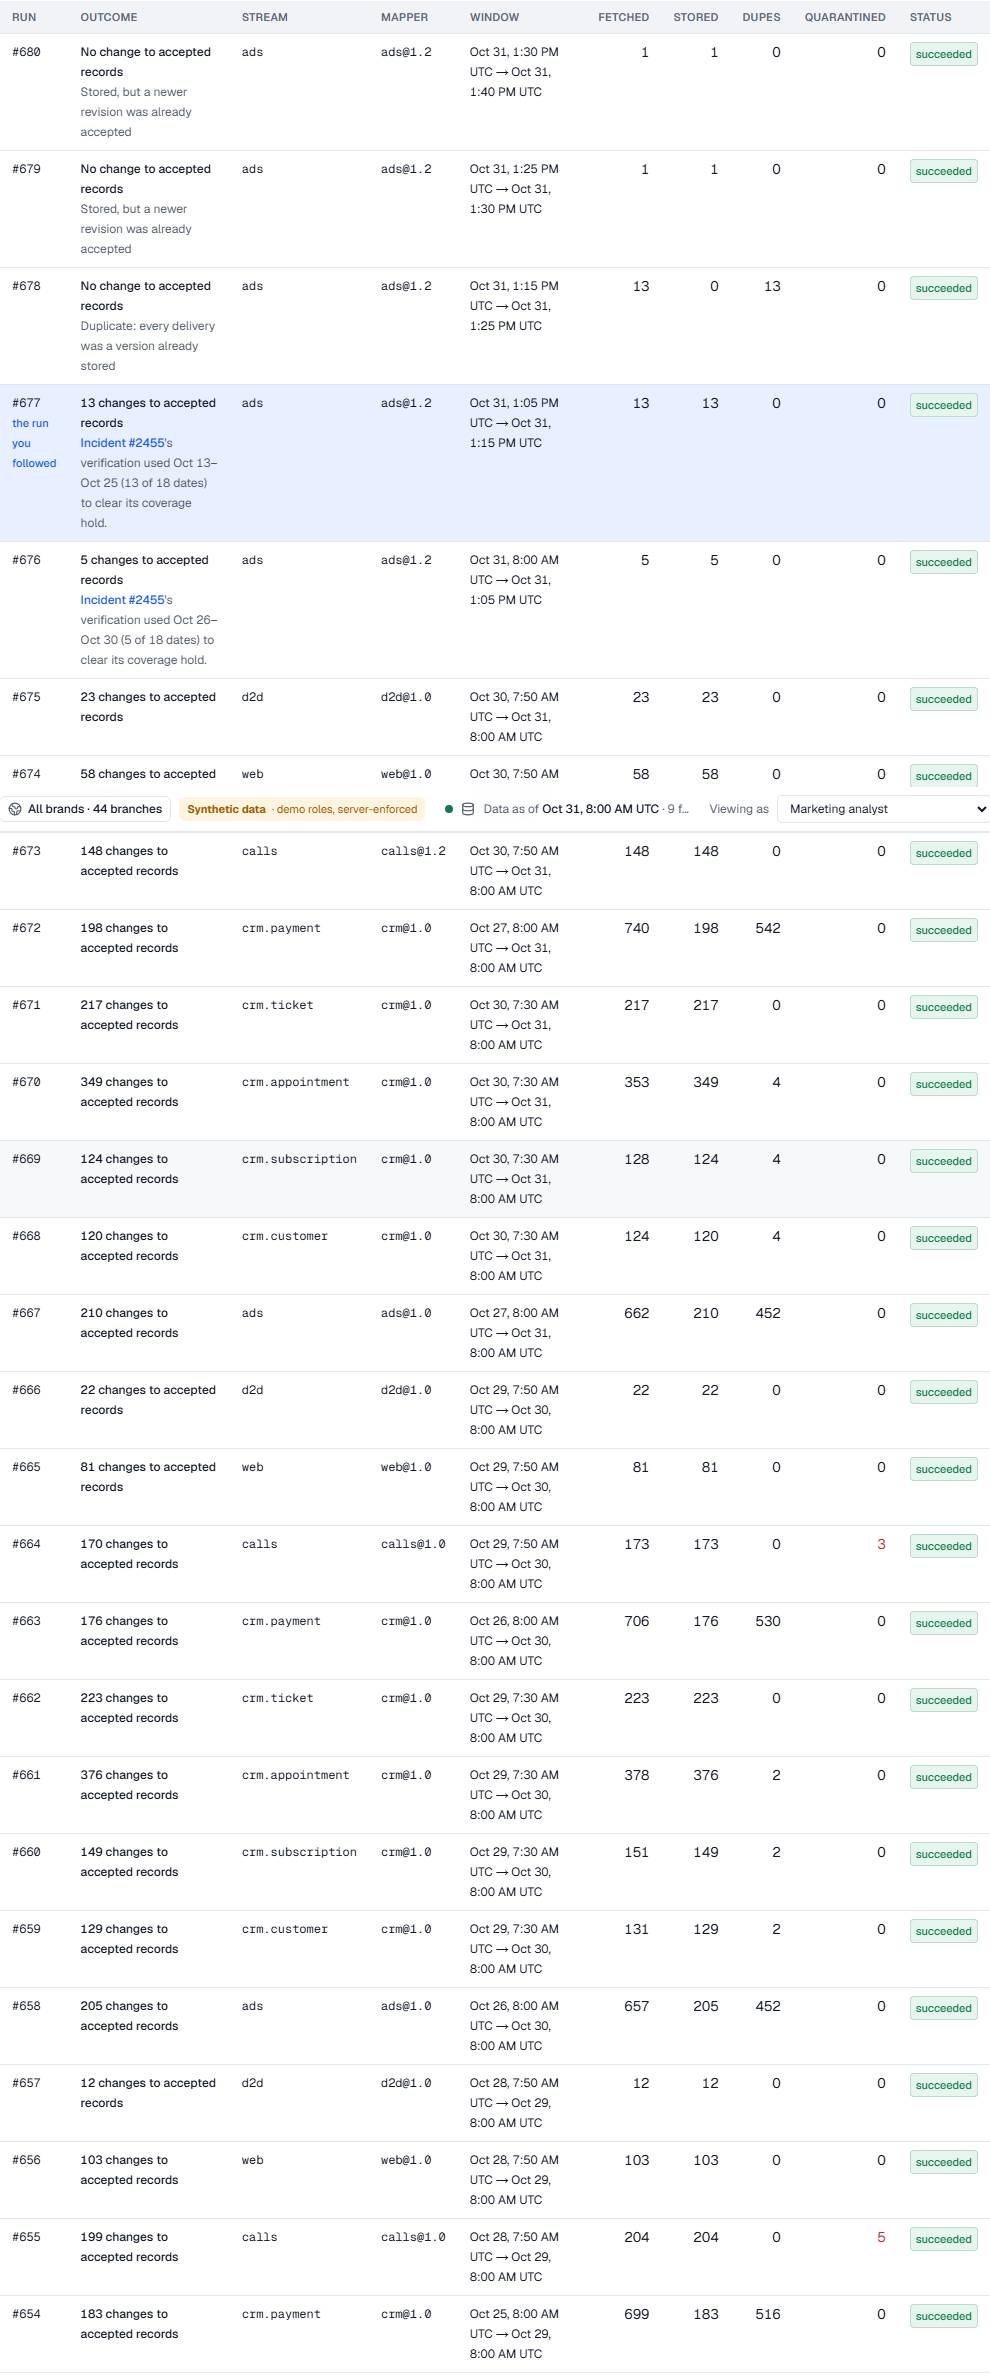 RUN OUTCOME STREAM MAPPER WINDOW FETCHED STORED DUPES QUARANTINED STATUS
#680 No change to accepted ads ads@1.2 Oct 31, 1:30 PM 1 1 0 0 succeeded
records UTC → Oct 31,
Stored, but a newer 1:40 PM UTC
revision was already
accepted
#679 No change to accepted ads ads@1.2 Oct 31, 1:25 PM 1 1 0 0 succeeded
records UTC → Oct 31,
Stored, but a newer 1:30 PM UTC
revision was already
accepted
#678 No change to accepted ads ads@1.2 Oct 31, 1:15 PM 13 0 13 0 succeeded
records UTC → Oct 31,
Duplicate: every delivery 1:25 PM UTC
was a version already
stored
#677 13 changes to accepted ads ads@1.2 Oct 31, 1:05 PM 13 13 0 0 succeeded
the run records UTC → Oct 31,
you Incident #2455's 1:15 PM UTC
followed verification used Oct 13–
Oct 25 (13 of 18 dates)
to clear its coverage
hold.
#676 5 changes to accepted ads ads@1.2 Oct 31, 8:00 AM 5 5 0 0 succeeded
records UTC → Oct 31,
Incident #2455's 1:05 PM UTC
verification used Oct 26–
Oct 30 (5 of 18 dates) to
clear its coverage hold.
#675 23 changes to accepted d2d d2d@1.0 Oct 30, 7:50 AM 23 23 0 0 succeeded
records UTC → Oct 31,
8:00 AM UTC
#674 58 changes to accepted web web@1.0 Oct 30, 7:50 AM 58 58 0 0 succeeded
All brands · 44 branches Synthetic data · demo roles, server-enforced Data as of Oct 31, 8:00 AM UTC · 9 f… Viewing as Marketing analyst
#673 148 changes to calls calls@1.2 Oct 30, 7:50 AM 148 148 0 0 succeeded
accepted records UTC → Oct 31,
8:00 AM UTC
#672 198 changes to crm.payment crm@1.0 Oct 27, 8:00 AM 740 198 542 0 succeeded
accepted records UTC → Oct 31,
8:00 AM UTC
#671 217 changes to crm.ticket crm@1.0 Oct 30, 7:30 AM 217 217 0 0 succeeded
accepted records UTC → Oct 31,
8:00 AM UTC
#670 349 changes to crm.appointment crm@1.0 Oct 30, 7:30 AM 353 349 4 0 succeeded
accepted records UTC → Oct 31,
8:00 AM UTC
#669 124 changes to crm.subscription crm@1.0 Oct 30, 7:30 AM 128 124 4 0 succeeded
accepted records UTC → Oct 31,
8:00 AM UTC
#668 120 changes to crm.customer crm@1.0 Oct 30, 7:30 AM 124 120 4 0 succeeded
accepted records UTC → Oct 31,
8:00 AM UTC
#667 210 changes to ads ads@1.0 Oct 27, 8:00 AM 662 210 452 0 succeeded
accepted records UTC → Oct 31,
8:00 AM UTC
#666 22 changes to accepted d2d d2d@1.0 Oct 29, 7:50 AM 22 22 0 0 succeeded
records UTC → Oct 30,
8:00 AM UTC
#665 81 changes to accepted web web@1.0 Oct 29, 7:50 AM 81 81 0 0 succeeded
records UTC → Oct 30,
8:00 AM UTC
#664 170 changes to calls calls@1.0 Oct 29, 7:50 AM 173 173 0 3 succeeded
accepted records UTC → Oct 30,
8:00 AM UTC
#663 176 changes to crm.payment crm@1.0 Oct 26, 8:00 AM 706 176 530 0 succeeded
accepted records UTC → Oct 30,
8:00 AM UTC
#662 223 changes to crm.ticket crm@1.0 Oct 29, 7:30 AM 223 223 0 0 succeeded
accepted records UTC → Oct 30,
8:00 AM UTC
#661 376 changes to crm.appointment crm@1.0 Oct 29, 7:30 AM 378 376 2 0 succeeded
accepted records UTC → Oct 30,
8:00 AM UTC
#660 149 changes to crm.subscription crm@1.0 Oct 29, 7:30 AM 151 149 2 0 succeeded
accepted records UTC → Oct 30,
8:00 AM UTC
#659 129 changes to crm.customer crm@1.0 Oct 29, 7:30 AM 131 129 2 0 succeeded
accepted records UTC → Oct 30,
8:00 AM UTC
#658 205 changes to ads ads@1.0 Oct 26, 8:00 AM 657 205 452 0 succeeded
accepted records UTC → Oct 30,
8:00 AM UTC
#657 12 changes to accepted d2d d2d@1.0 Oct 28, 7:50 AM 12 12 0 0 succeeded
records UTC → Oct 29,
8:00 AM UTC
#656 103 changes to web web@1.0 Oct 28, 7:50 AM 103 103 0 0 succeeded
accepted records UTC → Oct 29,
8:00 AM UTC
#655 199 changes to calls calls@1.0 Oct 28, 7:50 AM 204 204 0 5 succeeded
accepted records UTC → Oct 29,
8:00 AM UTC
#654 183 changes to crm.payment crm@1.0 Oct 25, 8:00 AM 699 183 516 0 succeeded
accepted records UTC → Oct 29,
8:00 AM UTC